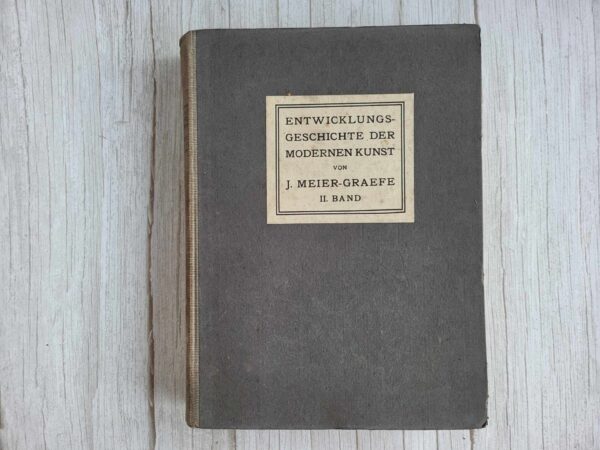 ENTWICKLUNGS-
GESCHICHTE DER
MODERNEN KUNST
VON
J. MEIER-GRAEFE
II. BAND